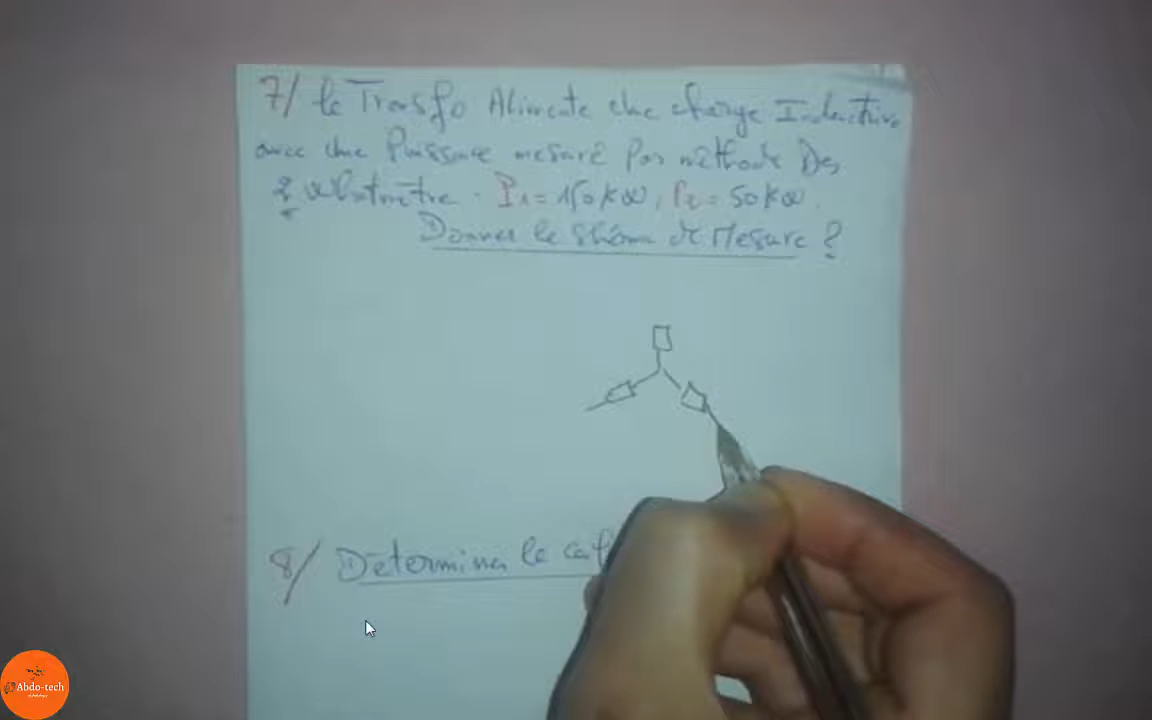 7/ le Transfo Alimente une charge Inductive
avec une Puissance mesuré Par méthode Des
2 Wattmètre. P1 = 150 kW, P2 = 50 kW.
Donner le shéma de Mesure ?
8/ Déterminer le
Abdo-tech